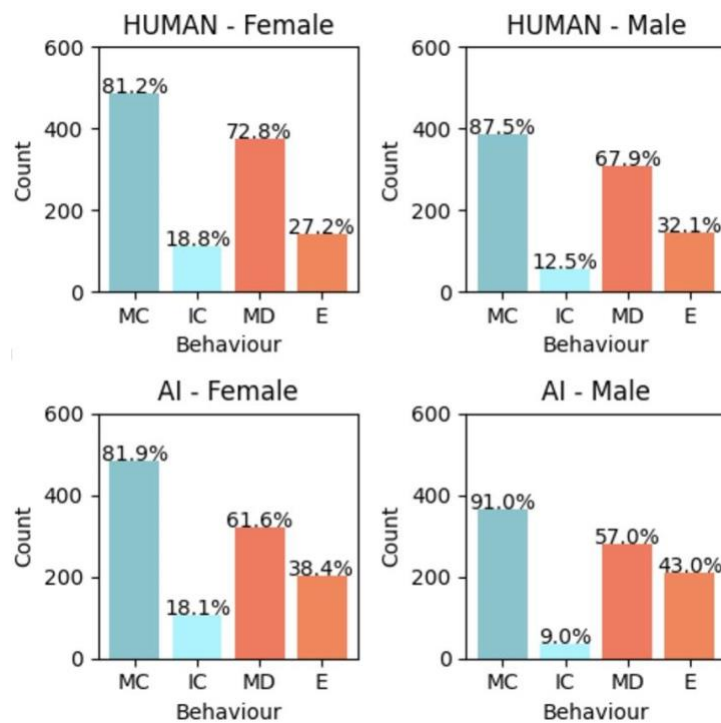 HUMAN - Female
600
81.2%
400
72.8%
Count
200
18.8%
27.2%
0
MC IC MD E
Behaviour
HUMAN - Male
600
87.5%
400
67.9%
Count
200
12.5%
32.1%
0
MC IC MD E
Behaviour
AI - Female
600
81.9%
400
61.6%
Count
38.4%
200
18.1%
0
MC IC MD E
Behaviour
AI - Male
600
91.0%
400
57.0%
Count
43.0%
200
9.0%
0
MC IC MD E
Behaviour